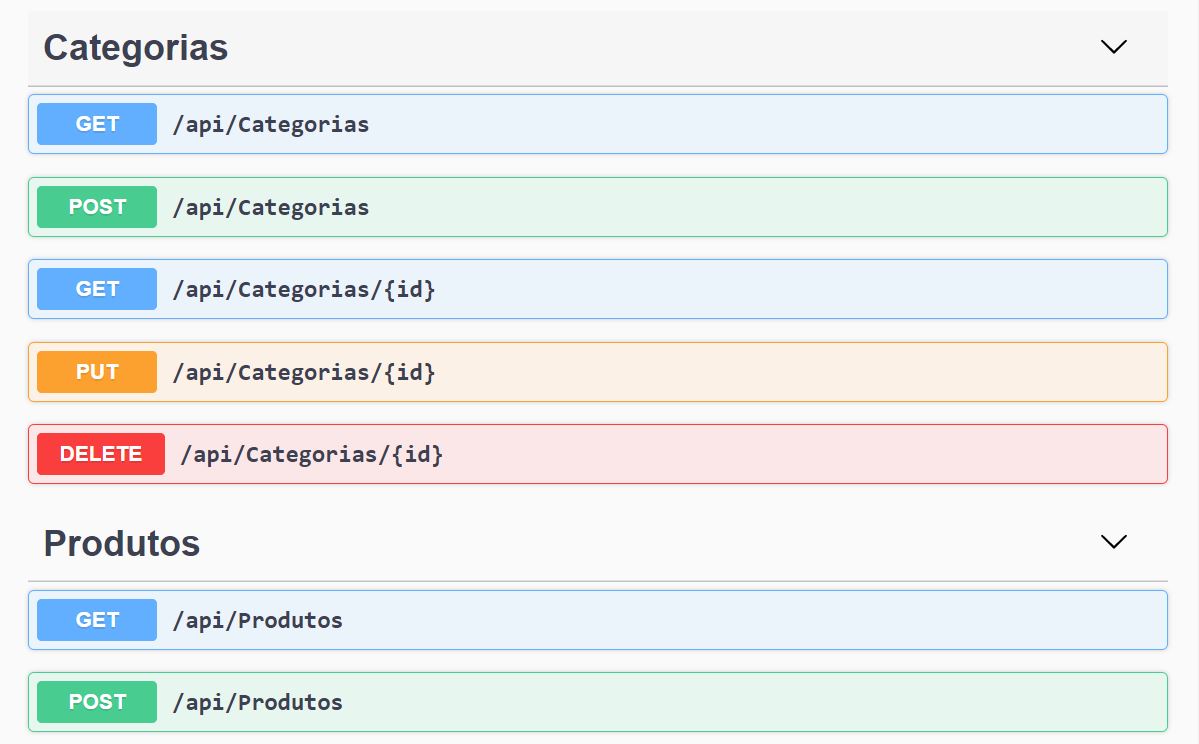 Categorias
GET /api/Categorias
POST /api/Categorias
GET /api/Categorias/{id}
PUT /api/Categorias/{id}
DELETE /api/Categorias/{id}
Produtos
GET /api/Produtos
POST /api/Produtos